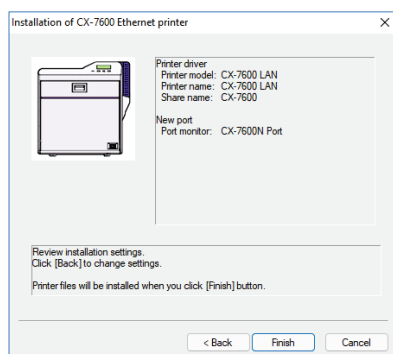 Installation of CX-7600 Ethernet printer
Printer driver
Printer model: CX-7600 LAN
Printer name: CX-7600 LAN
Share name: CX-7600
New port
Port monitor: CX-7600N Port
Review installation settings.
Click [Back] to change settings.
Printer files will be installed when you click [Finish] button.
< Back Finish Cancel